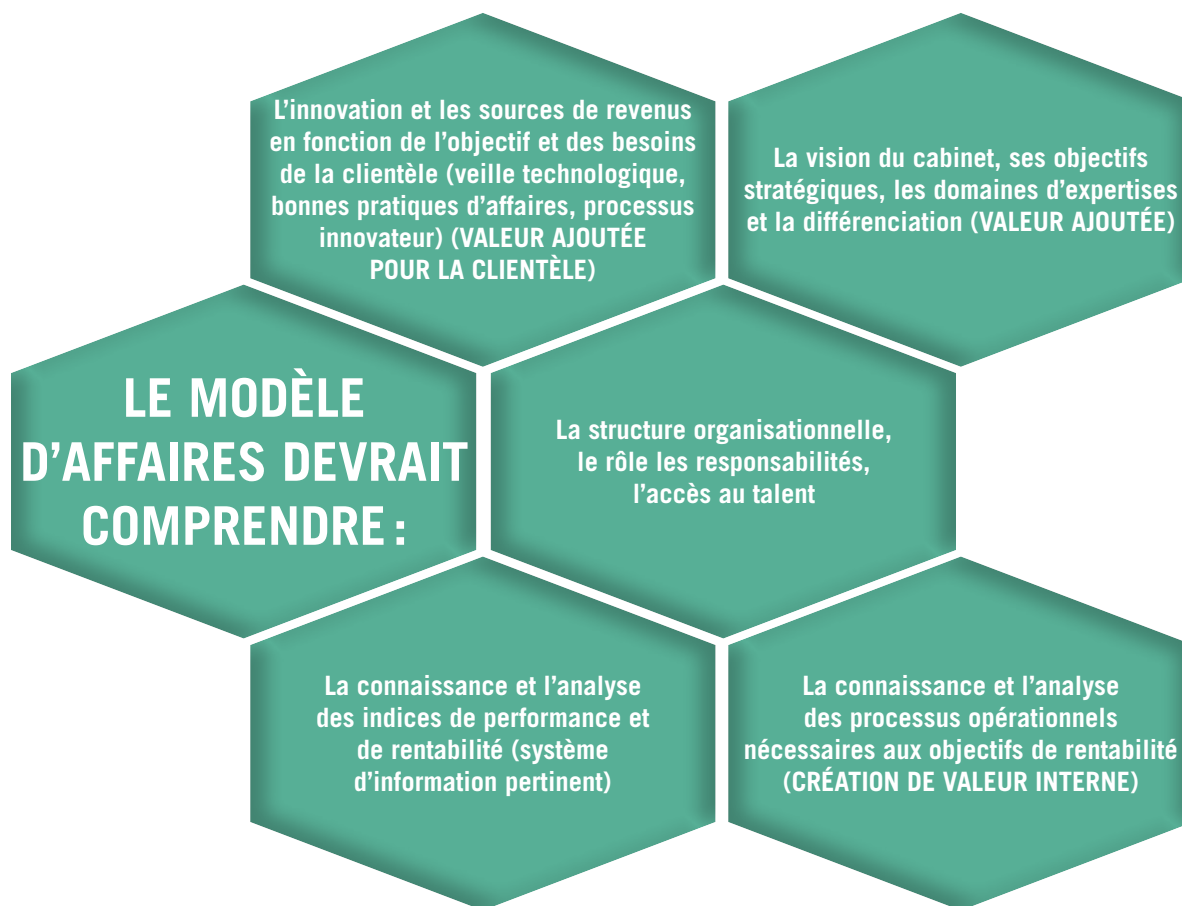 L'innovation et les sources de revenus
en fonction de l'objectif et des besoins
de la clientèle (veille technologique,
bonnes pratiques d'affaires, processus
innovateur) (VALEUR AJOUTÉE
POUR LA CLIENTÈLE)
La vision du cabinet, ses objectifs
stratégiques, les domaines d'expertises
et la différenciation (VALEUR AJOUTÉE)
LE MODÈLE
D'AFFAIRES DEVRAIT
COMPRENDRE :
La structure organisationnelle,
le rôle les responsabilités,
l'accès au talent
La connaissance et l'analyse
des indices de performance et
de rentabilité (système
d'information pertinent)
La connaissance et l'analyse
des processus opérationnels
nécessaires aux objectifs de rentabilité
(CRÉATION DE VALEUR INTERNE)